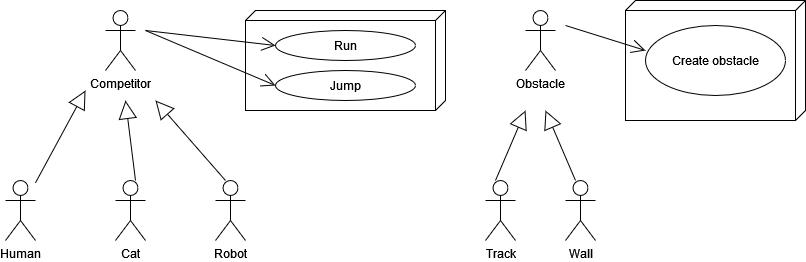 Run
Competitor
Jump
Obstacle
Create obstacle
Human
Cat
Robot
Track
Wall